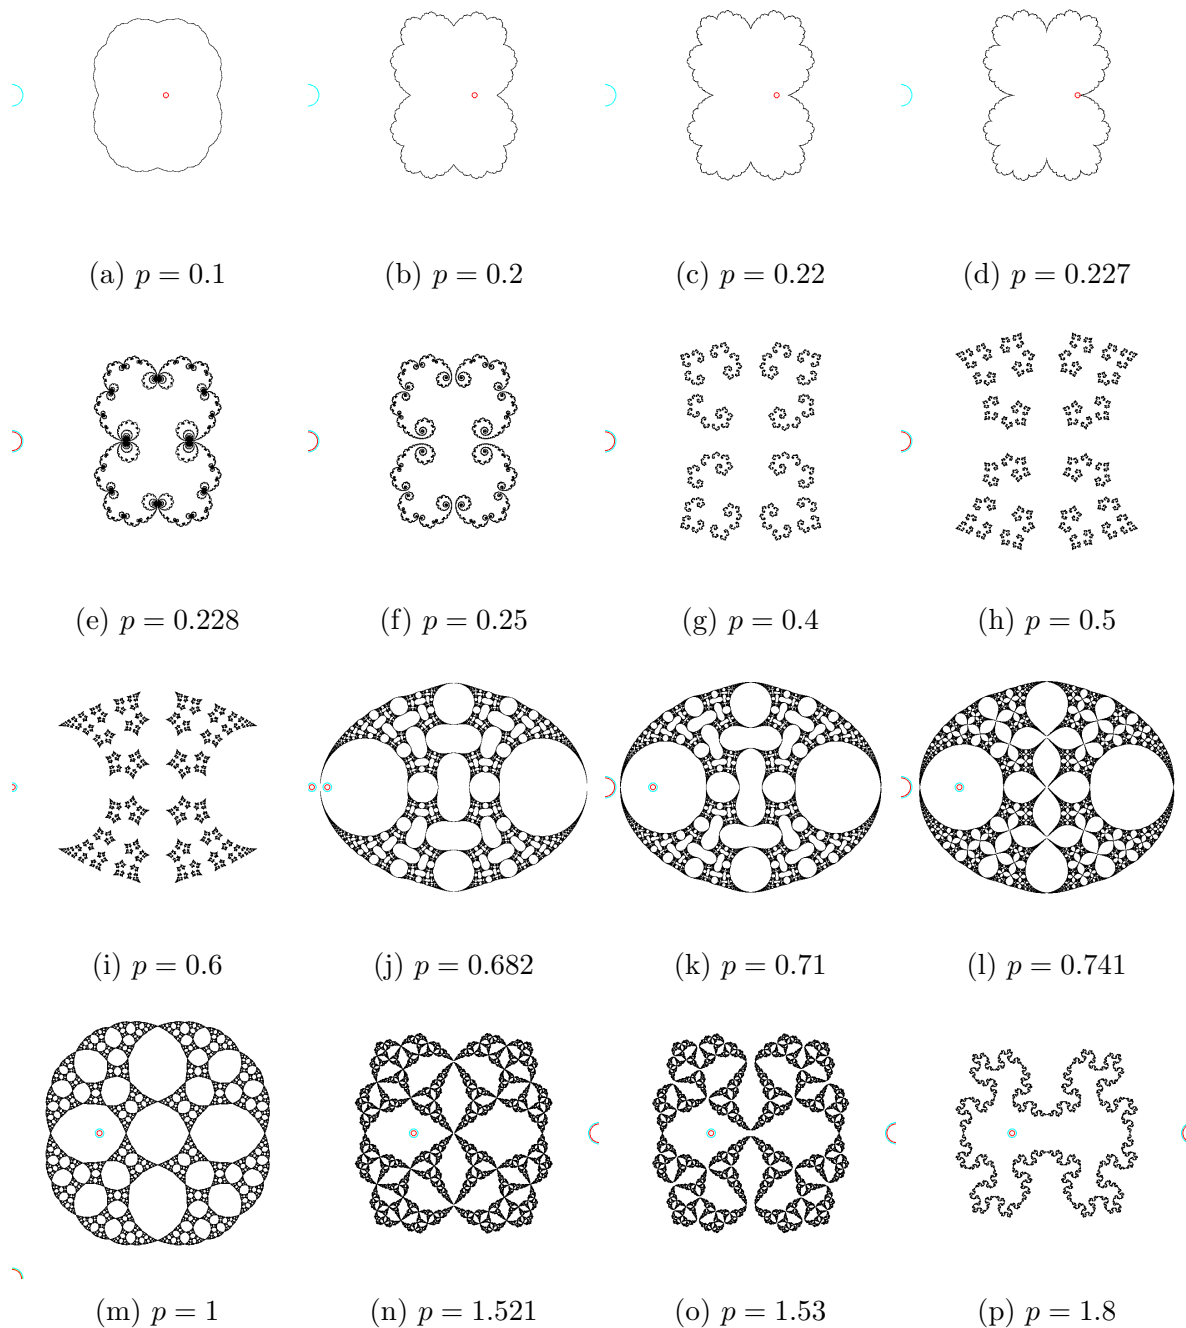 (a) p = 0.1 (b) p = 0.2 (c) p = 0.22 (d) p = 0.227
(e) p = 0.228 (f) p = 0.25 (g) p = 0.4 (h) p = 0.5
(i) p = 0.6 (j) p = 0.682 (k) p = 0.71 (l) p = 0.741
(m) p = 1 (n) p = 1.521 (o) p = 1.53 (p) p = 1.8